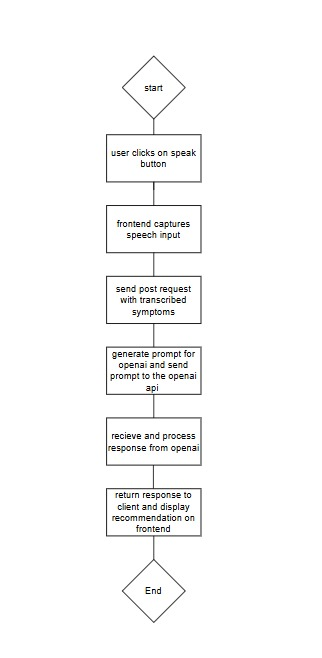 start
user clicks on speak
button
frontend captures
speech input
send post request
with transcribed
symptoms
generate prompt for
openai and send
prompt to the openai
api
recieve and process
response from openai
return response to
client and display
recommendation on
frontend
End